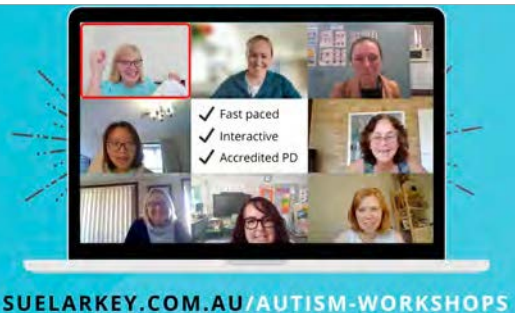 ✓ Fast paced
✓ Interactive
✓ Accredited PD
SUELARKEY.COM.AU/AUTISM-WORKSHOPS